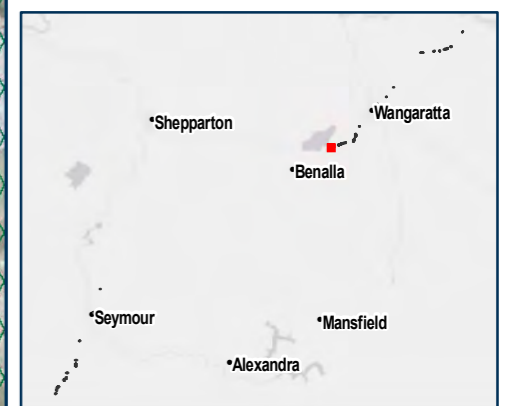 Wangaratta
Shepparton
Benalla
Seymour
Mansfield
Alexandra